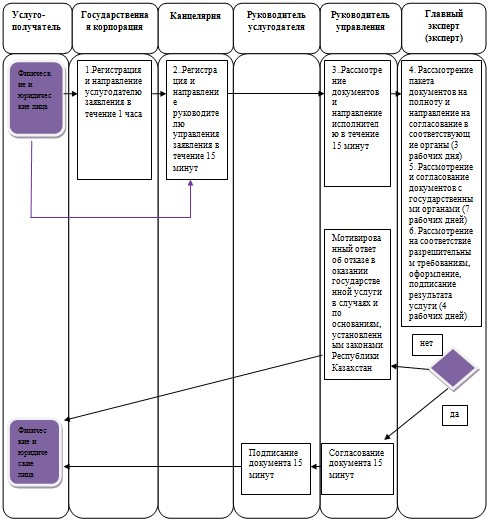 Услуго-
получатель
Государственна
я корпорация
Канцелярия
Руководитель
услугодателя
Руководитель
управления
Главный
эксперт
(эксперт)
Физическ
ие и
юридичес
кие лица
1.Регистрация
и направление
услугодателю
заявления в
течение 1 часа
2..Регистра
ция и
направлени
е
руководите
лю
управления
заявления в
течение 15
минут
3..Рассмотре
ние
документов
и
направление
исполнител
ю в течение
15 минут
4. Рассмотрение
пакета
документов на
полноту и
направление на
согласование в
соответствующ
ие органы (3
рабочих дня)
5. Рассмотрение
и согласование
документов с
государственны
ми органами (7
рабочих дней)
6. Рассмотрение
на соответствие
разрешительны
м требованиям,
оформление,
подписание
результата
услуги (4
рабочих дней)
Мотивирова
нный ответ
об отказе в
оказании
государстве
нной услуги
в случаях и
по
основаниям,
установленн
ым законами
Республики
Казахстан
нет
да
Физичес
кие и
юридиче
ские
лица
Подписание
документа 15
минут
Согласование
документа 15
минут